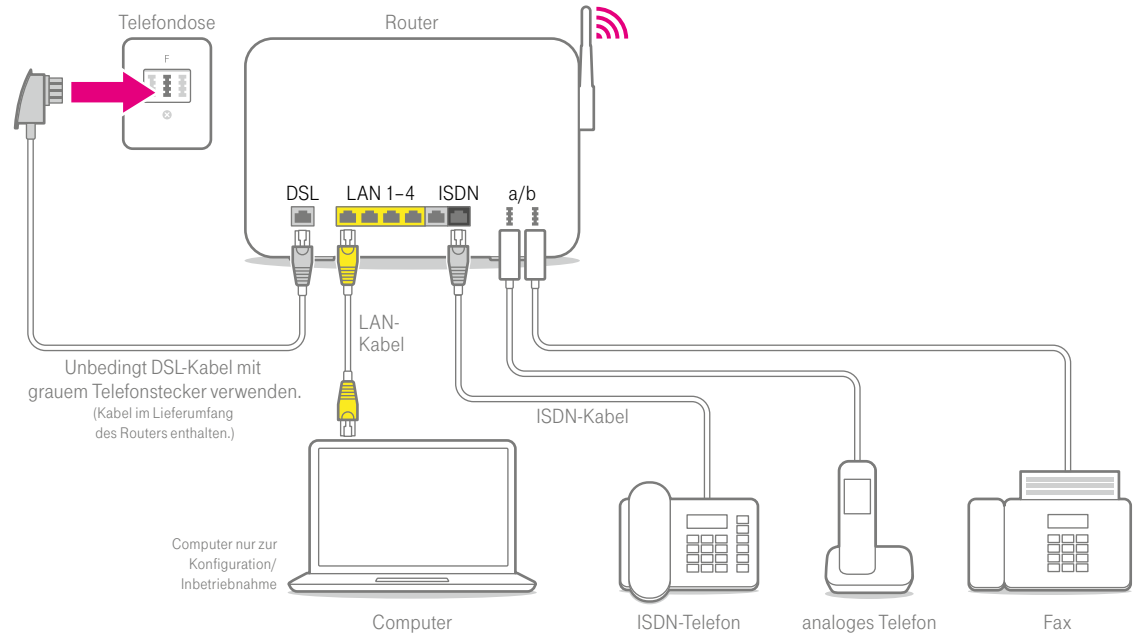 Telefondose
Router
F
DSL
LAN 1–4
ISDN
a/b
LAN-
Kabel
Unbedingt DSL-Kabel mit
grauem Telefonstecker verwenden.
(Kabel im Lieferumfang
des Routers enthalten.)
ISDN-Kabel
Computer nur zur
Konfiguration/
Inbetriebnahme
Computer
ISDN-Telefon
analoges Telefon
Fax